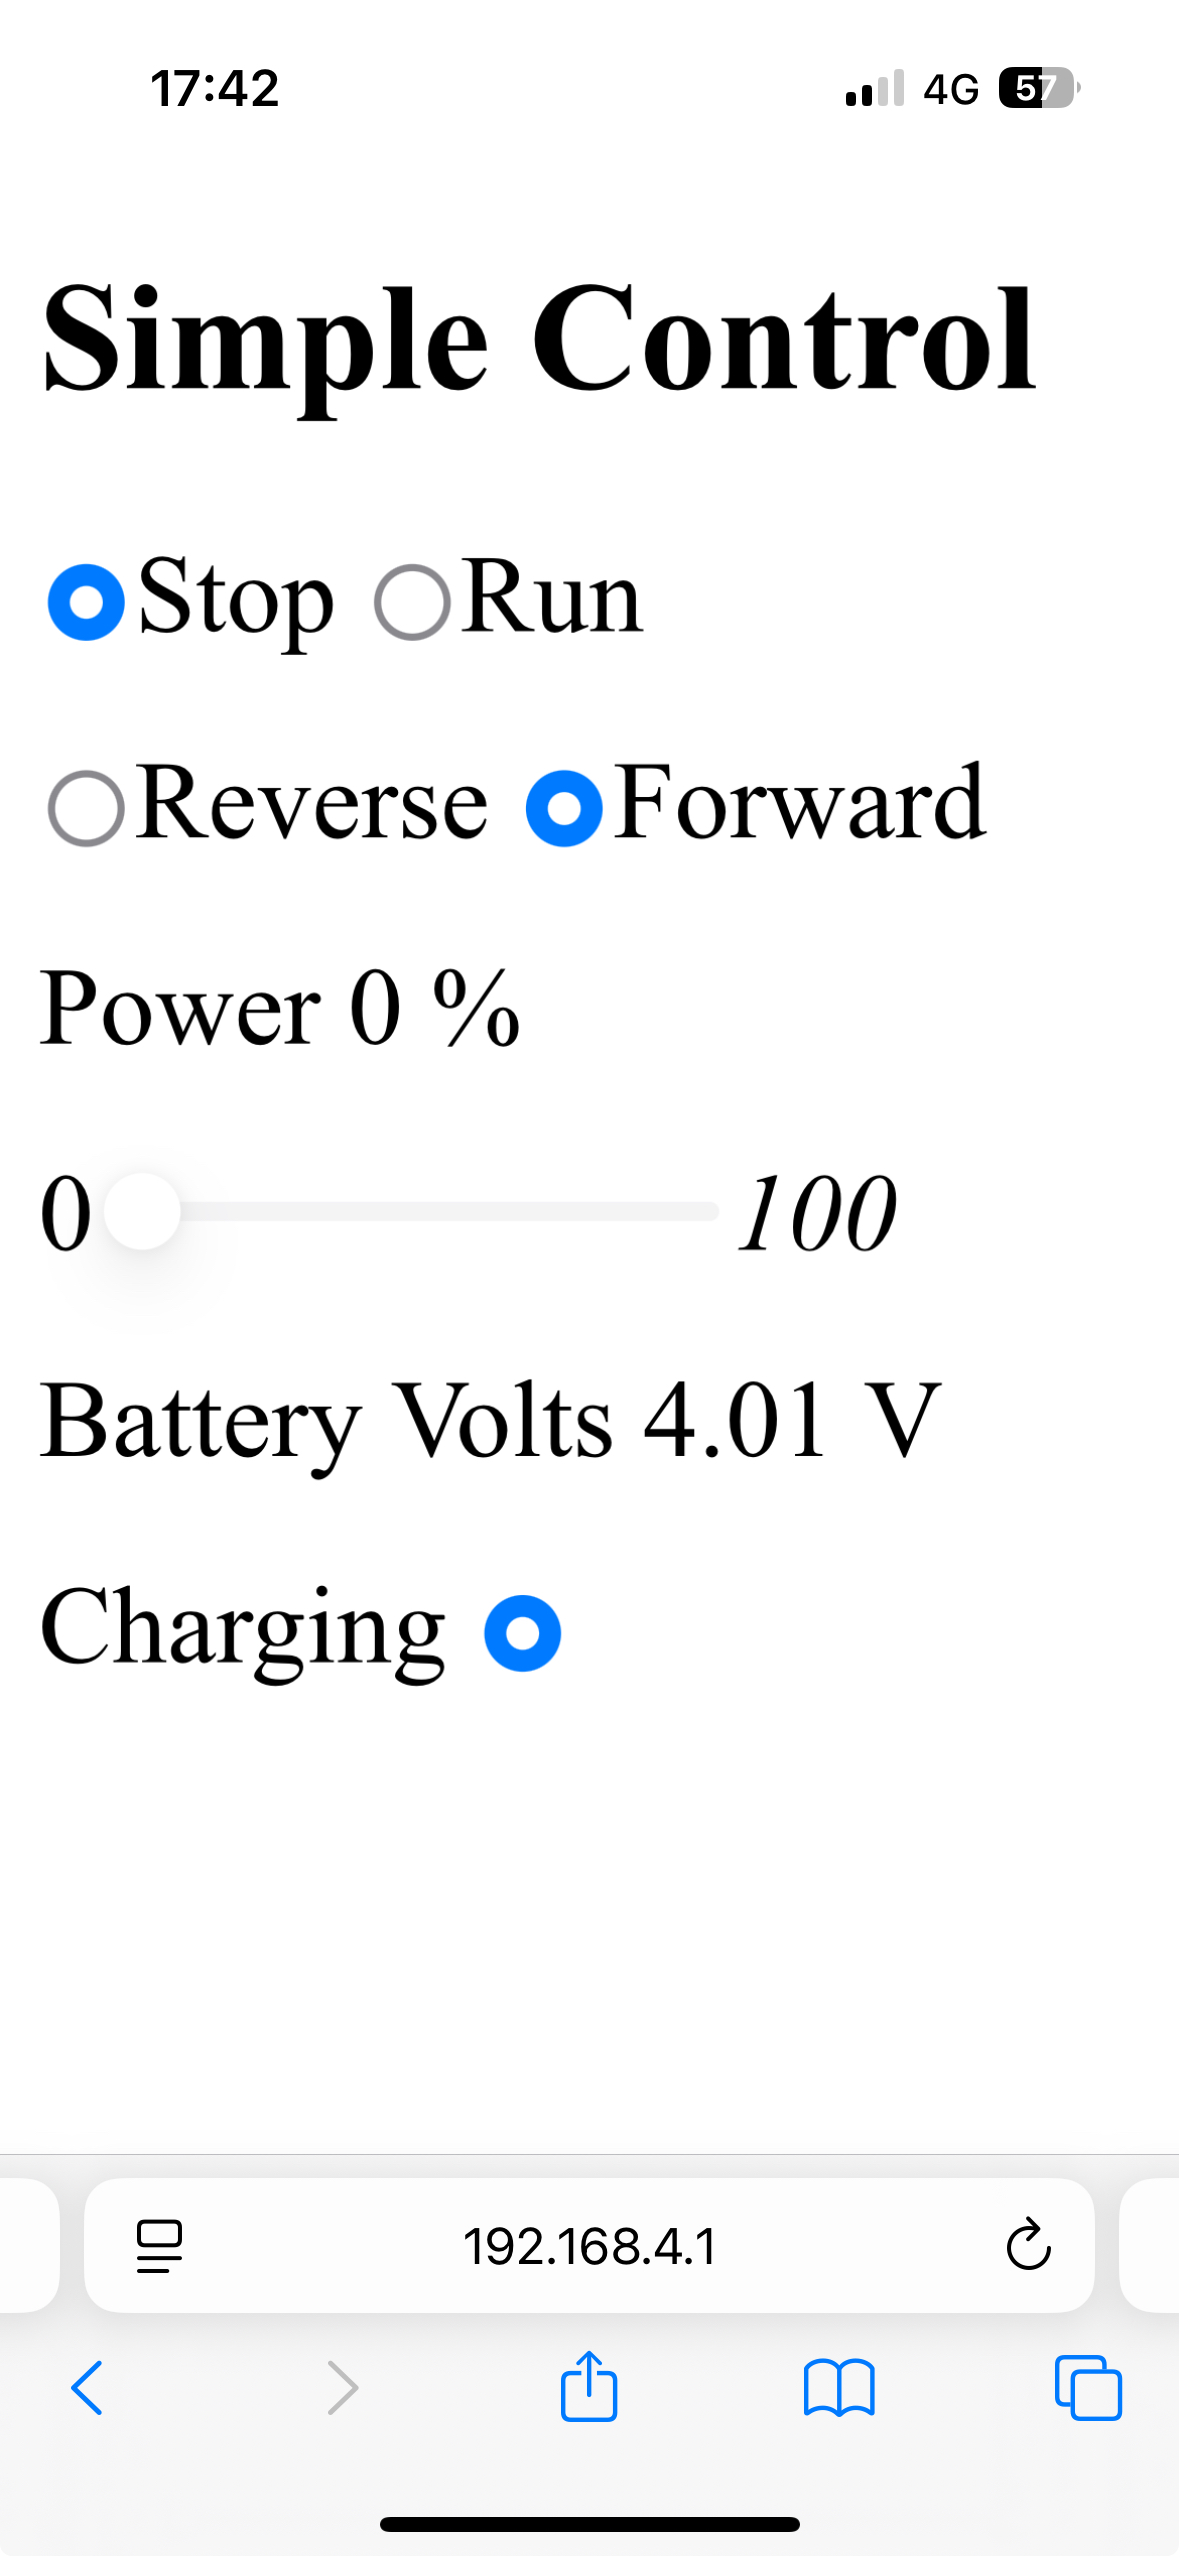 17:42 4G 57
Simple Control
Stop Run
Reverse Forward
Power 0 %
0 100
Battery Volts 4.01 V
Charging
192.168.4.1